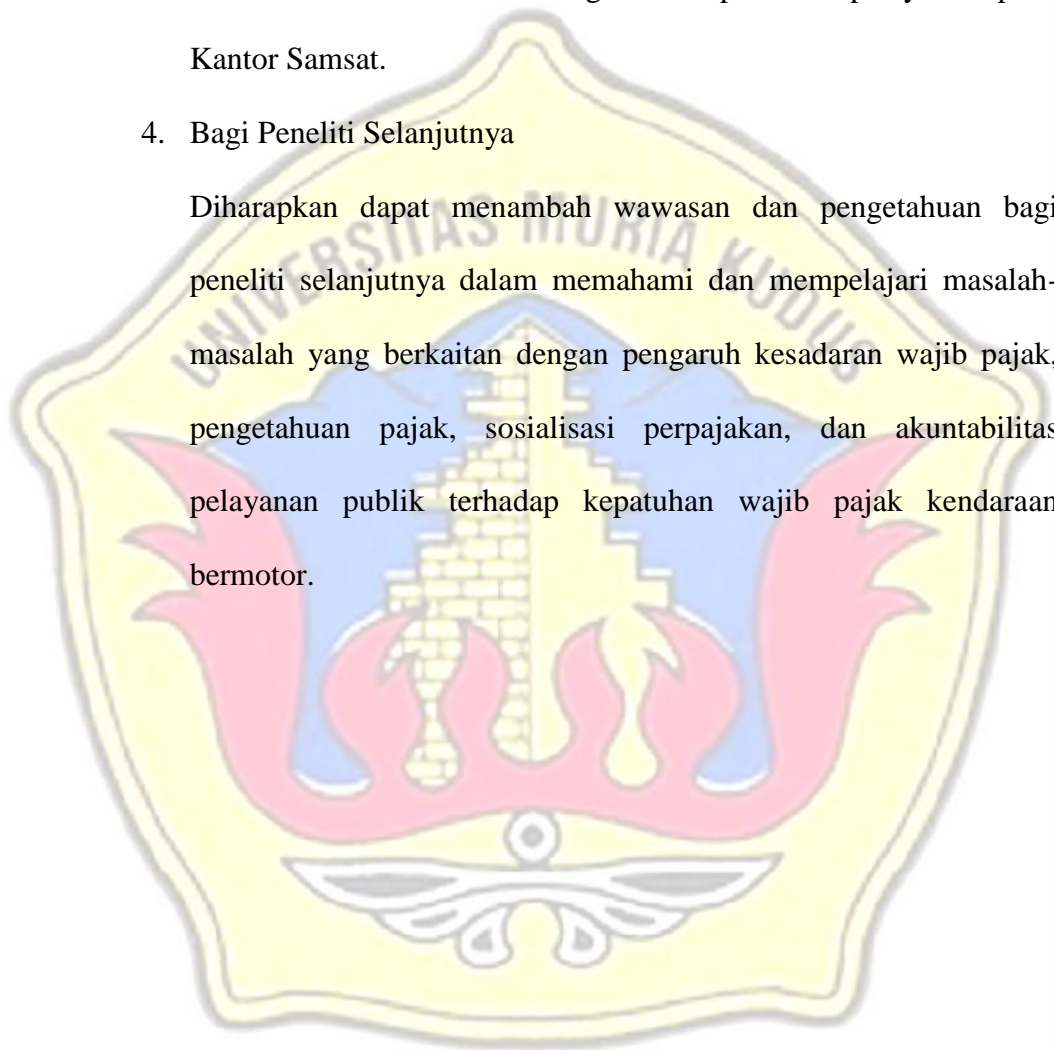 Kantor Samsat.
4. Bagi Peneliti Selanjutnya
Diharapkan dapat menambah wawasan dan pengetahuan bagi
UNIVERSITAS MURIA KUDUS
peneliti selanjutnya dalam memahami dan mempelajari masalah-
masalah yang berkaitan dengan pengaruh kesadaran wajib pajak,
pengetahuan pajak, sosialisasi perpajakan, dan akuntabilitas
pelayanan publik terhadap kepatuhan wajib pajak kendaraan
bermotor.